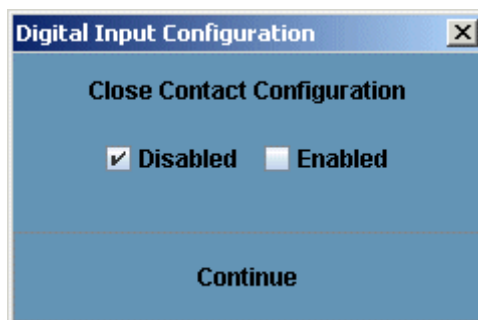 Digital Input Configuration
Close Contact Configuration
Disabled Enabled
Continue